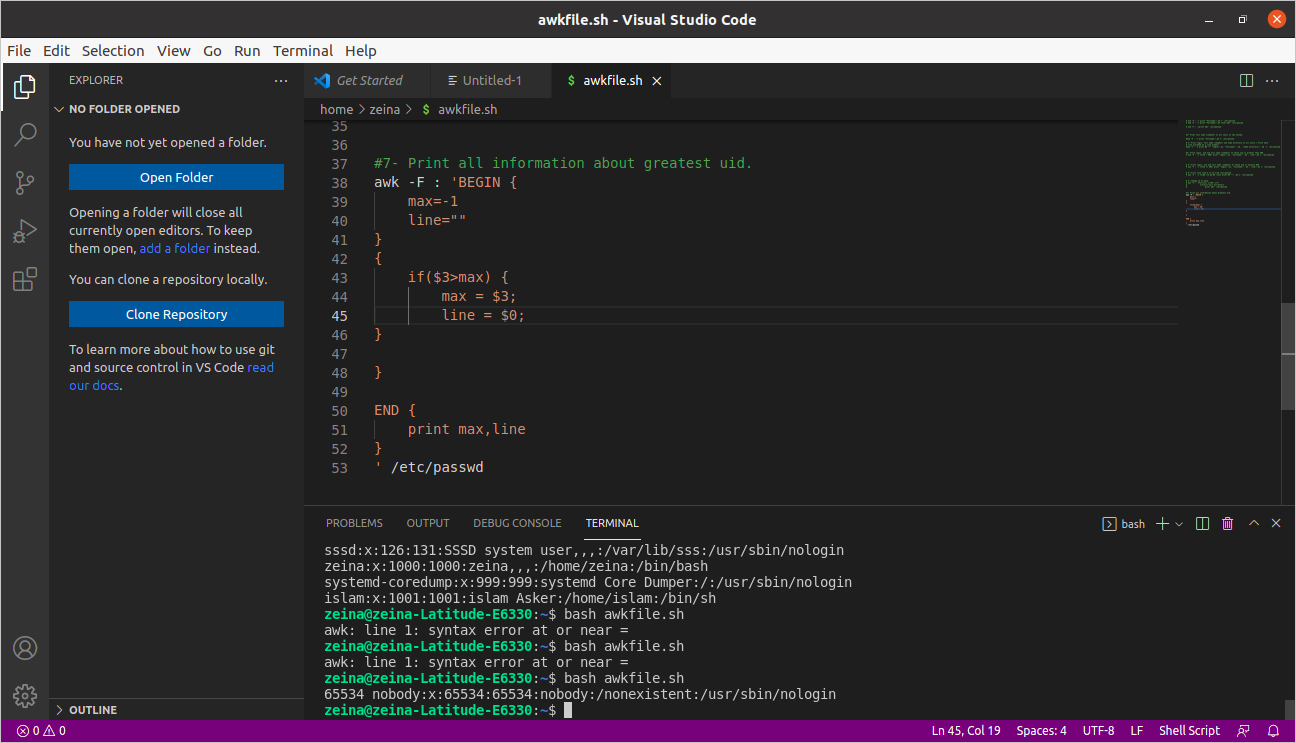 awkfile.sh - Visual Studio Code
File Edit Selection View Go Run Terminal Help
EXPLORER
NO FOLDER OPENED
You have not yet opened a folder.
Open Folder
Opening a folder will close all
currently open editors. To keep
them open, add a folder instead.
You can clone a repository locally.
Clone Repository
To learn more about how to use git
and source control in VS Code read
our docs.
OUTLINE
Get Started Untitled-1 $ awkfile.sh
home > zeina > $ awkfile.sh
35
36
37 #7- Print all information about greatest uid.
38 awk -F : 'BEGIN {
39 max=-1
40 line=""
41 }
42 {
43 if($3>max) {
44 max = $3;
45 line = $0;
46 }
47
48 }
49
50 END {
51 print max,line
52 }
53 ' /etc/passwd
PROBLEMS OUTPUT DEBUG CONSOLE TERMINAL bash
sssd:x:126:131:SSSD system user,,,:/var/lib/sss:/usr/sbin/nologin
zeina:x:1000:1000:zeina,,,:/home/zeina:/bin/bash
systemd-coredump:x:999:999:systemd Core Dumper:/:/usr/sbin/nologin
islam:x:1001:1001:islam Asker:/home/islam:/bin/sh
zeina@zeina-Latitude-E6330:~$ bash awkfile.sh
awk: line 1: syntax error at or near =
zeina@zeina-Latitude-E6330:~$ bash awkfile.sh
awk: line 1: syntax error at or near =
zeina@zeina-Latitude-E6330:~$ bash awkfile.sh
65534 nobody:x:65534:65534:nobody:/nonexistent:/usr/sbin/nologin
zeina@zeina-Latitude-E6330:~$
0 0 Ln 45, Col 19 Spaces: 4 UTF-8 LF Shell Script